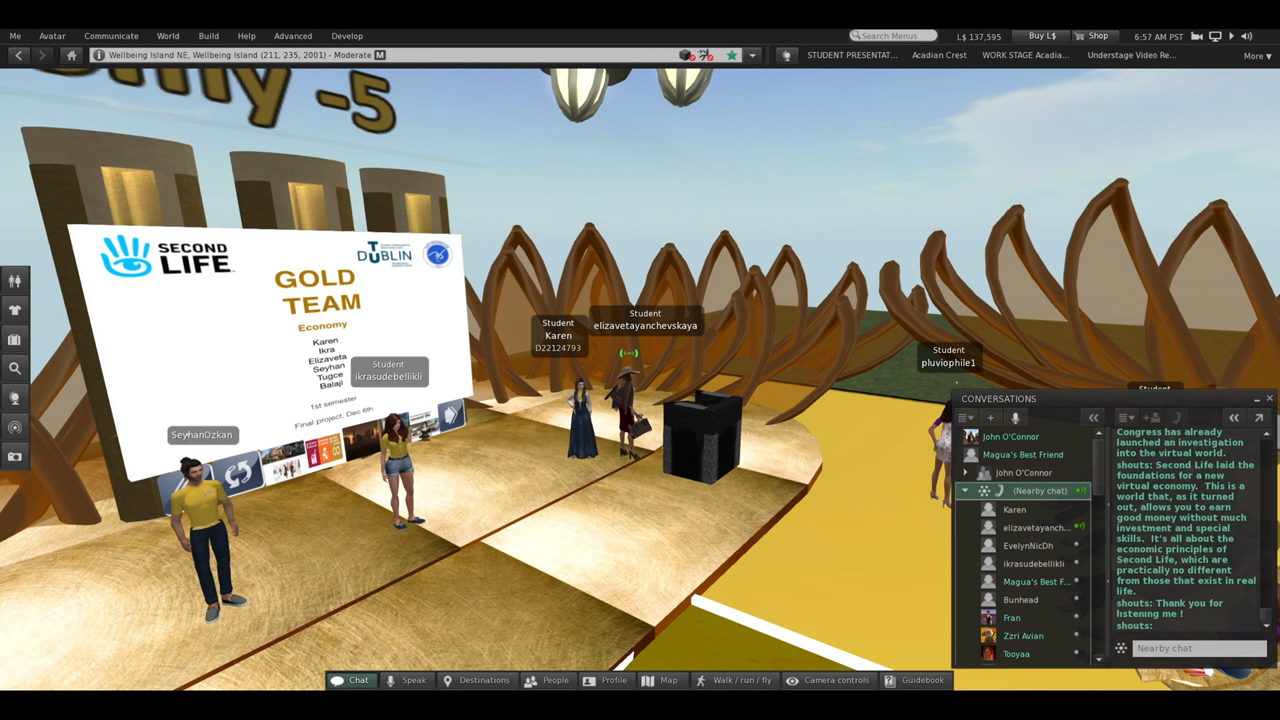 Me Avatar Communicate World Build Help Advanced Develop Search Menus L$ 137,595 Buy L$ Shop 6:57 AM PST
Wellbeing Island NE, Wellbeing Island (211, 235, 2001) - Moderate M STUDENT PRESENTAT... Acadian Crest WORK STAGE Acadia... Understage Video Re... More
-5
SECOND
LIFE
DUBLIN
GOLD
TEAM
Economy
Karen
Ikra
Elizaveta
Seyhan
Tugce
Balaji
1st semester
Final project, Dec 6th
Student
ikrasudebellikli
SeyhanOzkan
Student
Karen
D22124793
Student
elizavetayanchevskaya
Student
pluviophile1
Student
CONVERSATIONS
John O'Connor
Magua's Best Friend
John O'Connor
(Nearby chat)
Karen
elizavetayanch...
EvelynNicDh
ikrasudebellikli
Magua's Best F...
Bunhead
Fran
Zzri Avian
Tooyaa
Congress has already
launched an investigation
into the virtual world.
shouts: Second Life laid the
foundations for a new
virtual economy. This is a
world that, as it turned
out, allows you to earn
good money without much
investment and special
skills. It's all about the
economic principles of
Second Life, which are
practically no different
from those that exist in real
life.
shouts: Thank you for
listening me !
shouts:
Nearby chat
Chat Speak Destinations People Profile Map Walk / run / fly Camera controls Guidebook